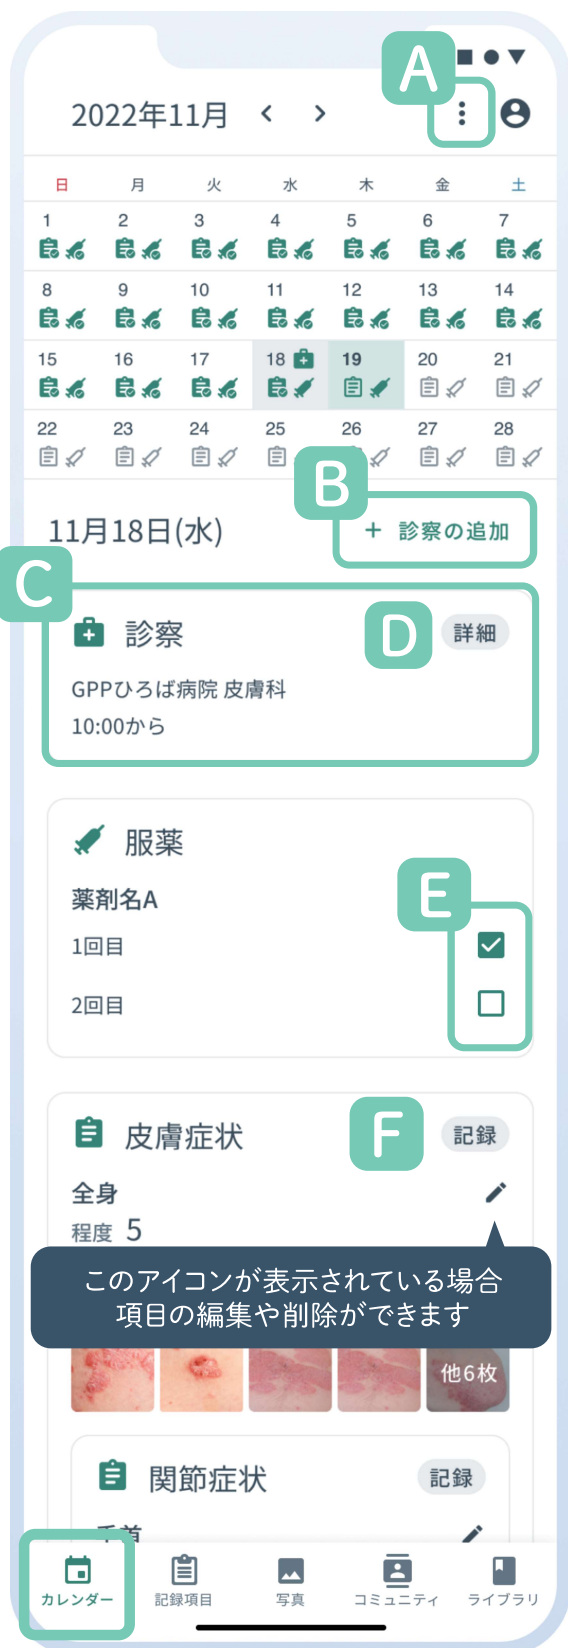 A
2022年11月 < >
日 月 火 水 木 金 土
1 2 3 4 5 6 7
8 9 10 11 12 13 14
15 16 17 18 19 20 21
22 23 24 25 26 27 28
B
11月18日(水) + 診察の追加
C
診察 D 詳細
GPPひろば病院 皮膚科
10:00から
服薬
薬剤名A
E
1回目
2回目
皮膚症状 F 記録
全身
程度 5
このアイコンが表示されている場合
項目の編集や削除ができます
他6枚
関節症状 記録
手首
カレンダー 記録項目 写真 コミュニティ ライブラリ